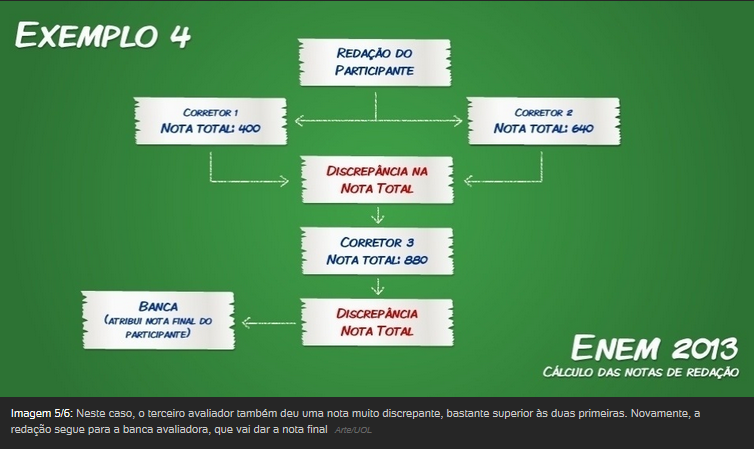 EXEMPLO 4
REDAÇÃO DO
PARTICIPANTE
CORRETOR 1
NOTA TOTAL: 400
CORRETOR 2
NOTA TOTAL: 640
DISCREPÂNCIA NA
NOTA TOTAL
CORRETOR 3
NOTA TOTAL: 880
BANCA
(ATRIBUI NOTA FINAL DO
PARTICIPANTE)
DISCREPÂNCIA
NOTA TOTAL
ENEM 2013
CÁLCULO DAS NOTAS DE REDAÇÃO
Imagem 5/6: Neste caso, o terceiro avaliador também deu uma nota muito discrepante, bastante superior às duas primeiras. Novamente, a
redação segue para a banca avaliadora, que vai dar a nota final Arte/UOL